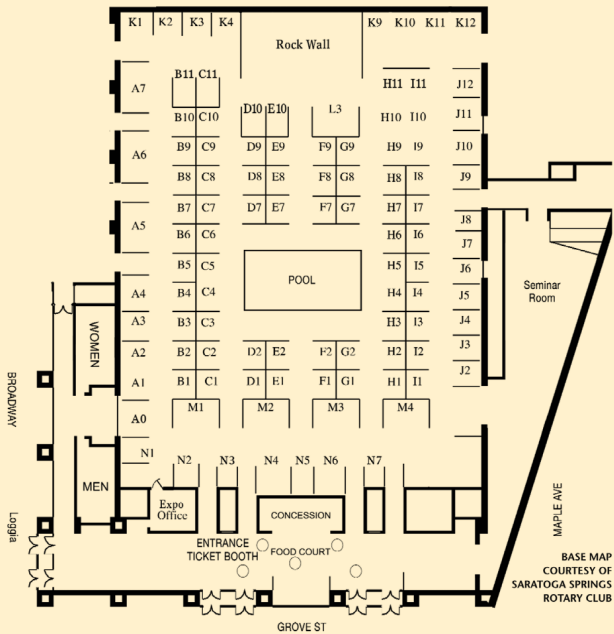 K1 K2 K3 K4 K9 K10 K11 K12
Rock Wall
A7 B11 C11 H11 I11 J12
D10 E10 L3
B10 C10 H10 I10 J11
A6 B9 C9 D9 E9 F9 G9 H9 I9 J10
B8 C8 D8 E8 F8 G8 H8 I8 J9
A5 B7 C7 D7 E7 F7 G7 H7 I7 J8
B6 C6 H6 I6 J7
B5 C5 POOL H5 I5 J6
A4 B4 C4 H4 I4 J5
Seminar
Room
A3 B3 C3 H3 I3 J4
WOMEN
A2 B2 C2 D2 E2 F2 G2 H2 I2 J3
A1 B1 C1 D1 E1 F1 G1 H1 I1 J2
BROADWAY
A0 M1 M2 M3 M4
N1
N2 N3 N4 N5 N6 N7
MEN
Expo
Office
CONCESSION
Loggia
MAPLE AVE
ENTRANCE
TICKET BOOTH
FOOD COURT
BASE MAP
COURTESY OF
SARATOGA SPRINGS
ROTARY CLUB
GROVE ST